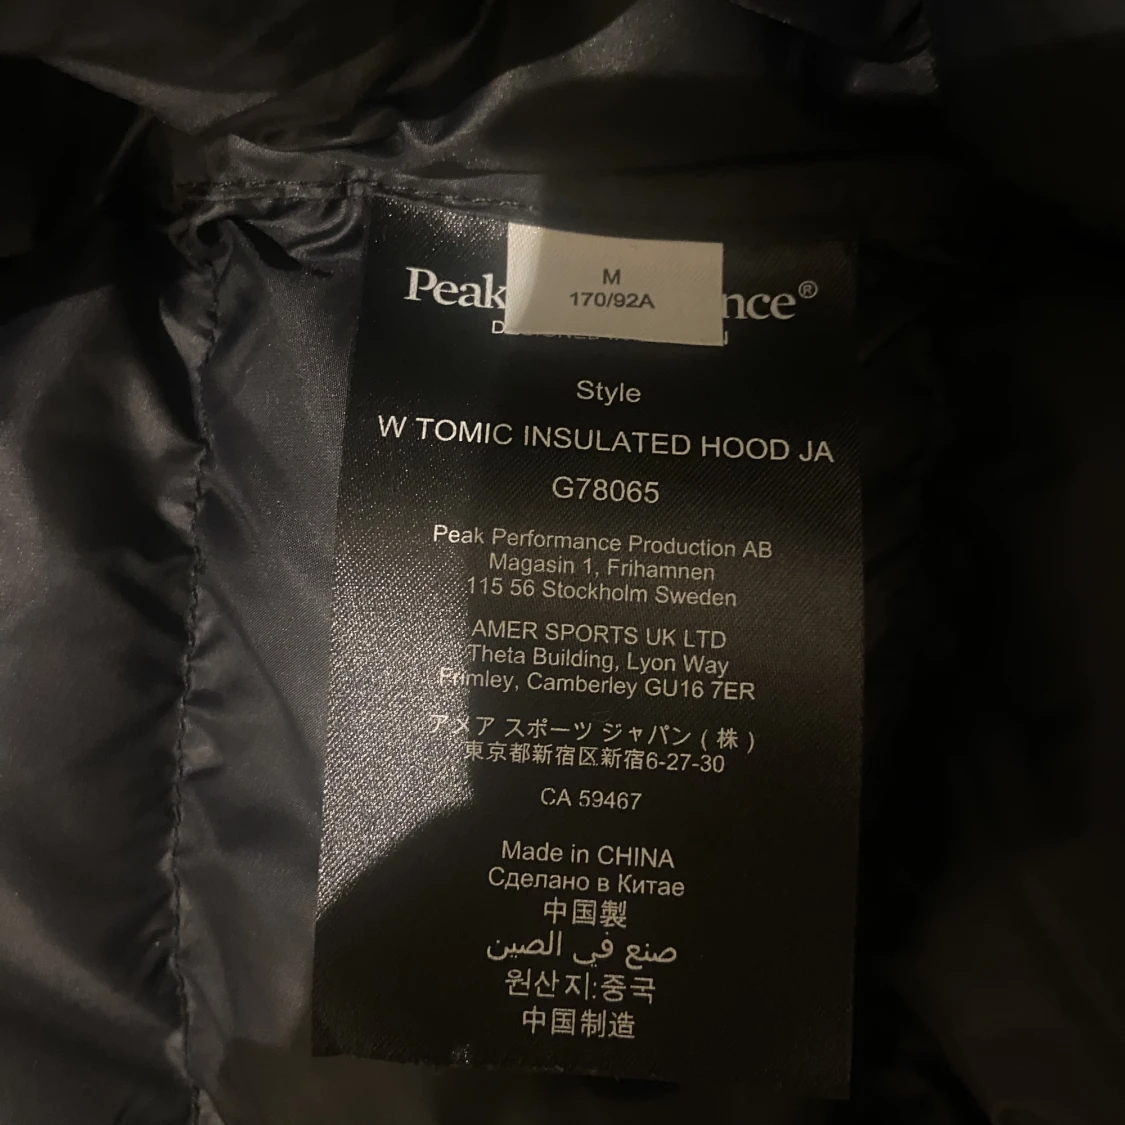 M
170/92A
Peak nce®
Style
W TOMIC INSULATED HOOD JA
G78065
Peak Performance Production AB
Magasin 1, Frihamnen
115 56 Stockholm Sweden
AMER SPORTS UK LTD
Theta Building, Lyon Way
Frimley, Camberley GU16 7ER
アメア スポーツ ジャパン ( 株 )
東京都新宿区新宿6-27-30
CA 59467
Made in CHINA
Сделано в Китае
中国製
صنع في الصين
원산지:중국
中国制造